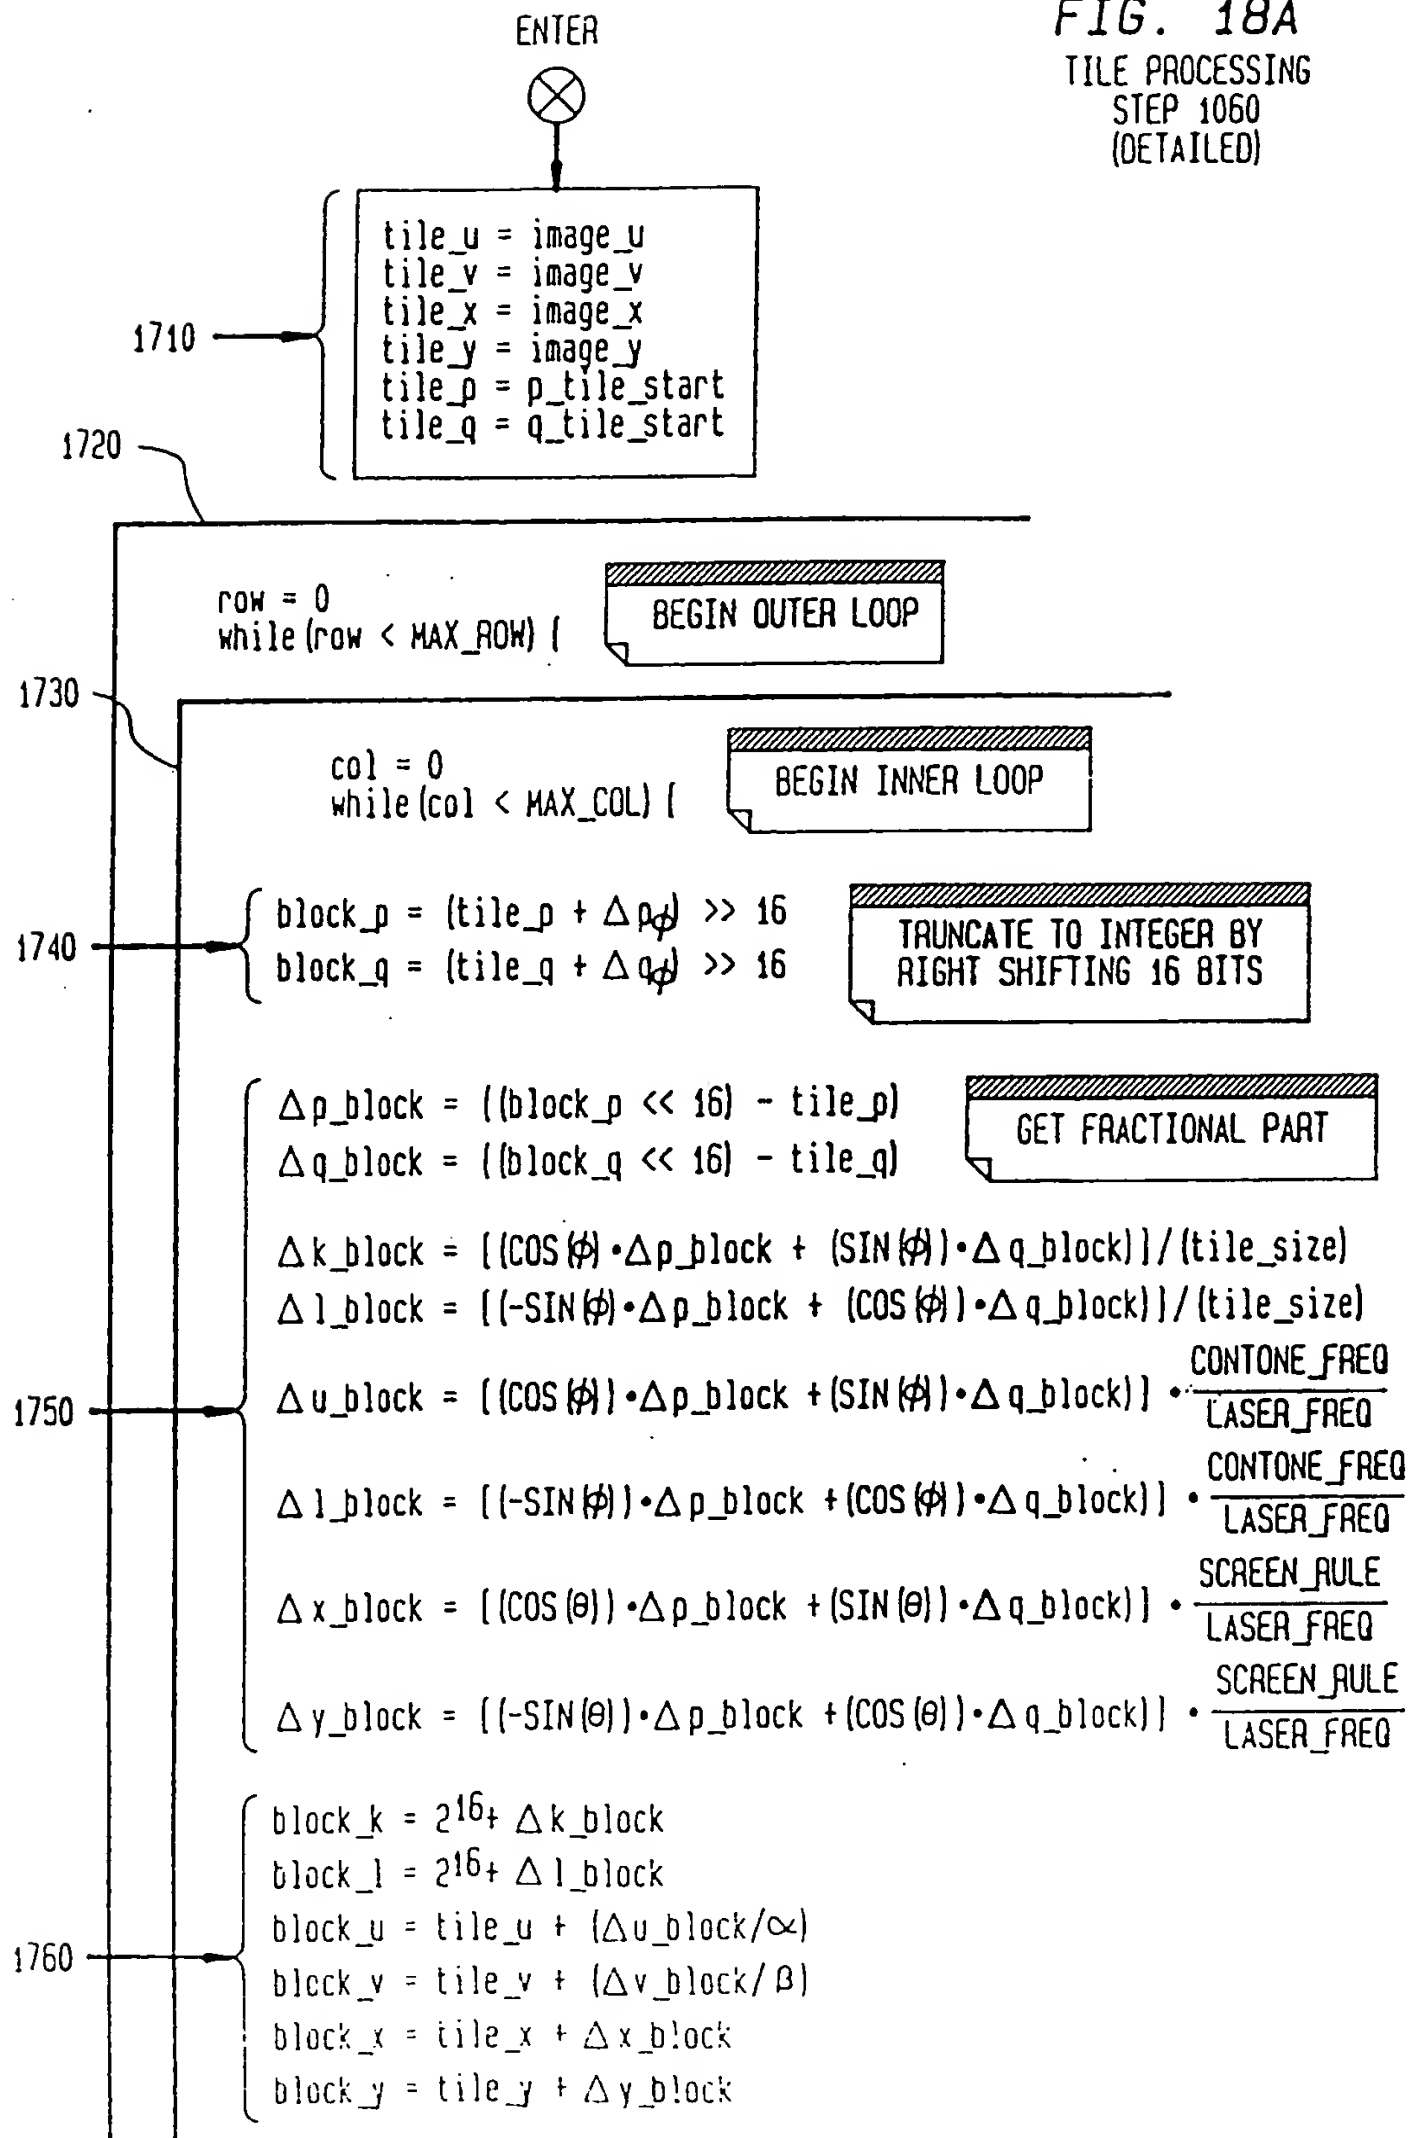 FIG. 18A
TILE PROCESSING
STEP 1060
(DETAILED)
ENTER
1710
tile_u = image_u
tile_v = image_v
tile_x = image_x
tile_y = image_y
tile_p = p_tile_start
tile_q = q_tile_start
1720
row = 0
while(row < MAX_ROW) {
BEGIN OUTER LOOP
1730
col = 0
while(col < MAX_COL) {
BEGIN INNER LOOP
1740
block_p = (tile_p + Δpϕ) >> 16
block_q = (tile_q + Δqϕ) >> 16
TRUNCATE TO INTEGER BY
RIGHT SHIFTING 16 BITS
1750
Δp_block = ((block_p << 16) - tile_p)
Δq_block = ((block_q << 16) - tile_q)
GET FRACTIONAL PART
Δk_block = [(COS(ϕ)•Δp_block + (SIN(ϕ))•Δq_block)]/(tile_size)
Δl_block = [(-SIN(ϕ)•Δp_block + (COS(ϕ))•Δq_block)]/(tile_size)
Δu_block = [(COS(ϕ))•Δp_block +(SIN(ϕ))•Δq_block)] • CONTONE_FREQ
LASER_FREQ
Δl_block = [(-SIN(ϕ))•Δp_block +(COS(ϕ))•Δq_block)] • CONTONE_FREQ
LASER_FREQ
Δx_block = [(COS(θ))•Δp_block +(SIN(θ))•Δq_block)] • SCREEN_RULE
LASER_FREQ
Δy_block = [(-SIN(θ))•Δp_block +(COS(θ))•Δq_block)] • SCREEN_RULE
LASER_FREQ
1760
block_k = 2¹⁶+ Δk_block
block_l = 2¹⁶+ Δl_block
block_u = tile_u + (Δu_block/α)
block_v = tile_v + (Δv_block/β)
block_x = tile_x + Δx_block
block_y = tile_y + Δy_block